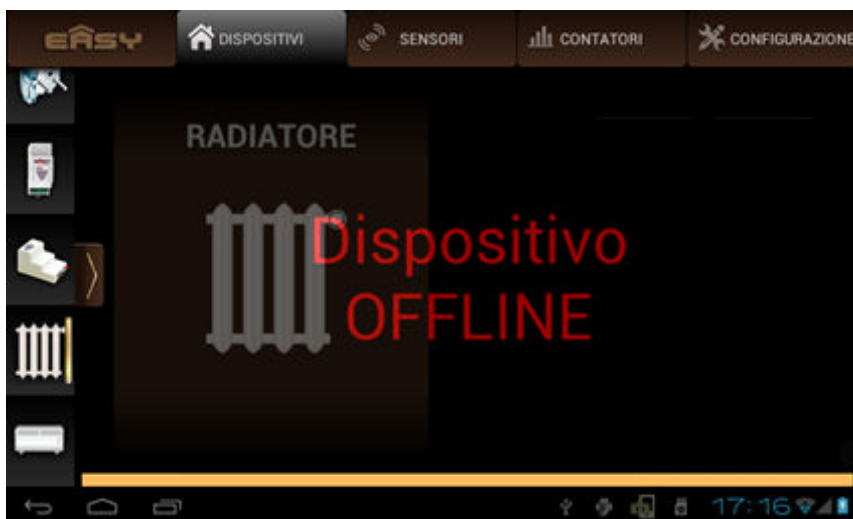 EASY
DISPOSITIVI
SENSORI
CONTATORI
CONFIGURAZIONE
RADIATORE
Dispositivo
OFFLINE
17:16